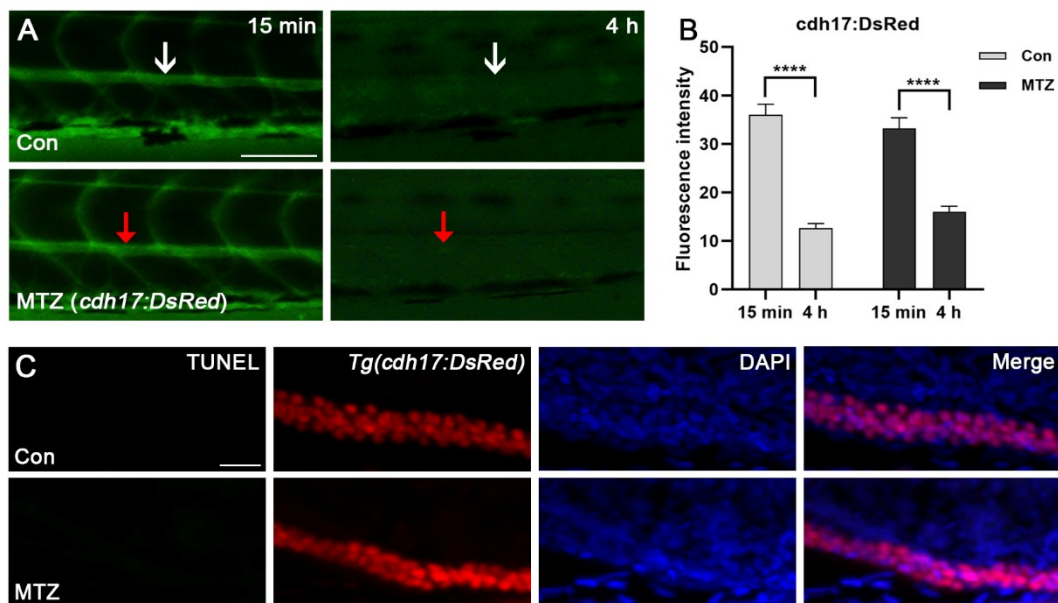 A
15 min
4 h
Con
MTZ (cdh17:DsRed)
B
cdh17:DsRed
Fluorescence intensity
50
40
30
20
10
0
****
****
15 min 4 h 15 min 4 h
Con
MTZ
C
TUNEL
Tg(cdh17:DsRed)
DAPI
Merge
Con
MTZ